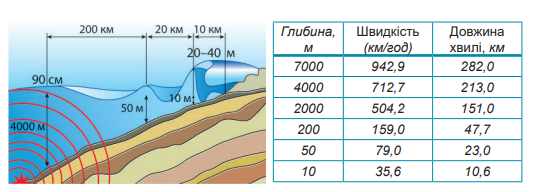 200 км 20 км 10 км
20–40 м
90 см
50 м
10 м
4000 м
Глибина, м Швидкість (км/год) Довжина хвилі, км
7000 942,9 282,0
4000 712,7 213,0
2000 504,2 151,0
200 159,0 47,7
50 79,0 23,0
10 35,6 10,6